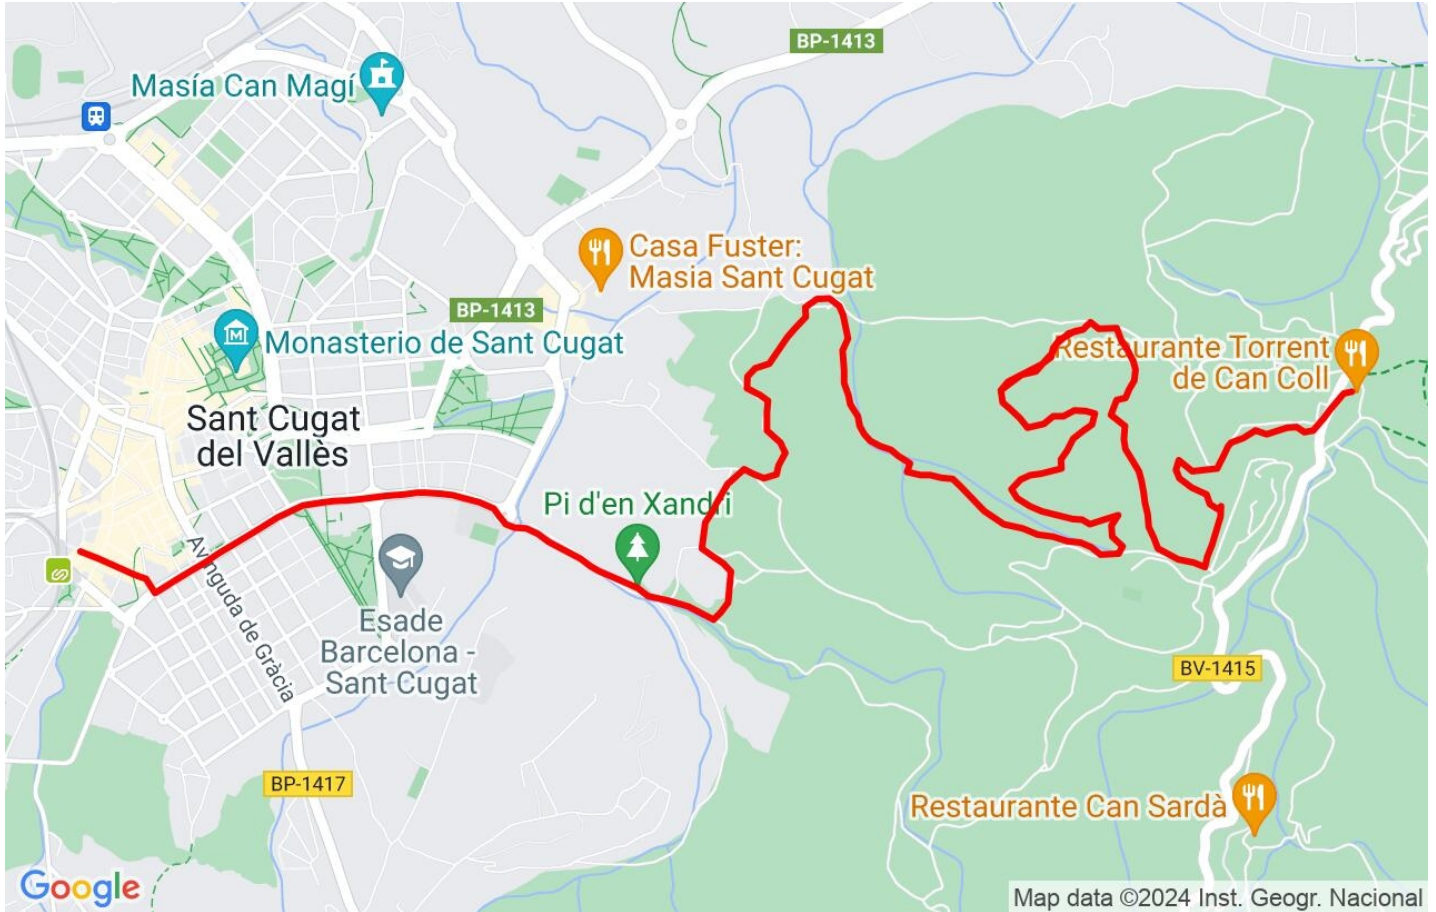 BP-1413
Masía Can Magí
Casa Fuster:
Masia Sant Cugat
BP-1413
Monasterio de Sant Cugat
Restaurante Torrent
de Can Coll
Sant Cugat
del Vallès
Pi d'en Xandri
Avinguda de Gràcia
Esade
Barcelona -
Sant Cugat
BV-1415
BP-1417
Restaurante Can Sardà
Google
Map data ©2024 Inst. Geogr. Nacional